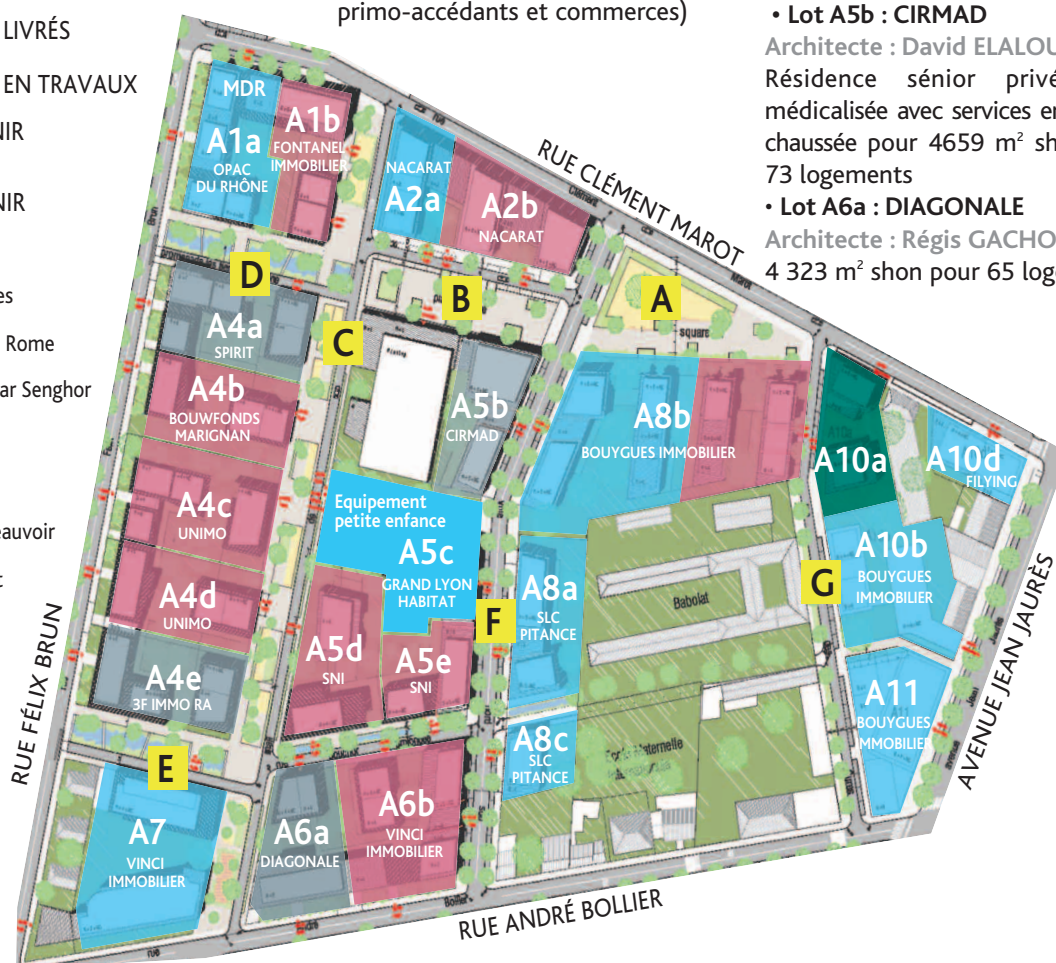 LIVRÉS
EN TRAVAUX
NIR
NIR
es
Rome
ar Senghor
eauvoir
primo-accédants et commerces)
• Lot A5b : CIRMAD
Architecte : David ELALOU
Résidence sénior privé
médicalisée avec services en
chaussée pour 4659 m² sh
73 logements
• Lot A6a : DIAGONALE
Architecte : Régis GACHO
4 323 m² shon pour 65 log
RUE CLÉMENT MAROT
MDR
A1a
OPAC
DU RHÔNE
A1b
FONTANEL
IMMOBILIER
NACARAT
A2a
A2b
NACARAT
Clément
Marot
D
B
A
C
square
A4a
SPIRIT
A4b
BOUWFONDS
MARIGNAN
A4c
UNIMO
A4d
UNIMO
A4e
3F IMMO RA
A5b
CIRMAD
Equipement
petite enfance
A5c
GRAND LYON
HABITAT
A5d
SNI
A5e
SNI
F
A8b
BOUYGUES IMMOBILIER
A8a
SLC
PITANCE
A8c
SLC
PITANCE
Babolat
G
A10a
A10d
FILYING
A10b
BOUYGUES
IMMOBILIER
A11
BOUYGUES
IMMOBILIER
E
A7
VINCI
IMMOBILIER
A6a
DIAGONALE
A6b
VINCI
IMMOBILIER
RUE FÉLIX BRUN
AVENUE JEAN JAURÈS
rue
André
Bollier
RUE ANDRÉ BOLLIER